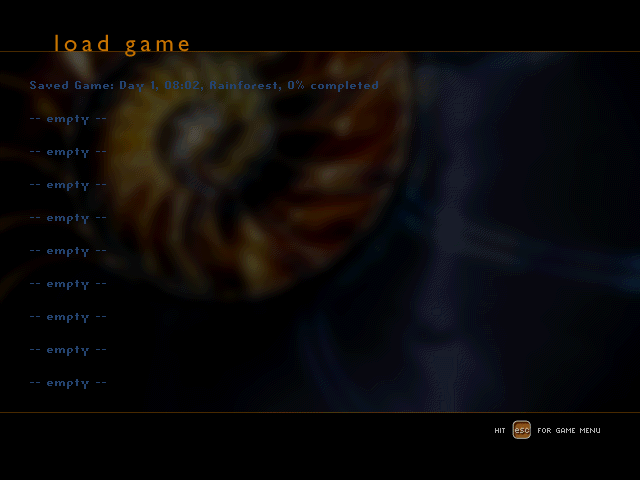 load game
Saved Game: Day 1, 08:02, Rainforest, 0% completed
-- empty --
-- empty --
-- empty --
-- empty --
-- empty --
-- empty --
-- empty --
-- empty --
-- empty --
HIT esc FOR GAME MENU